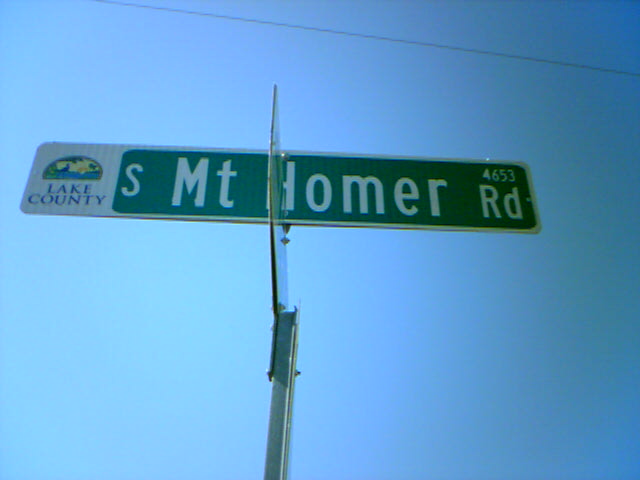 LAKE
COUNTY
S Mt Homer Rd
4653